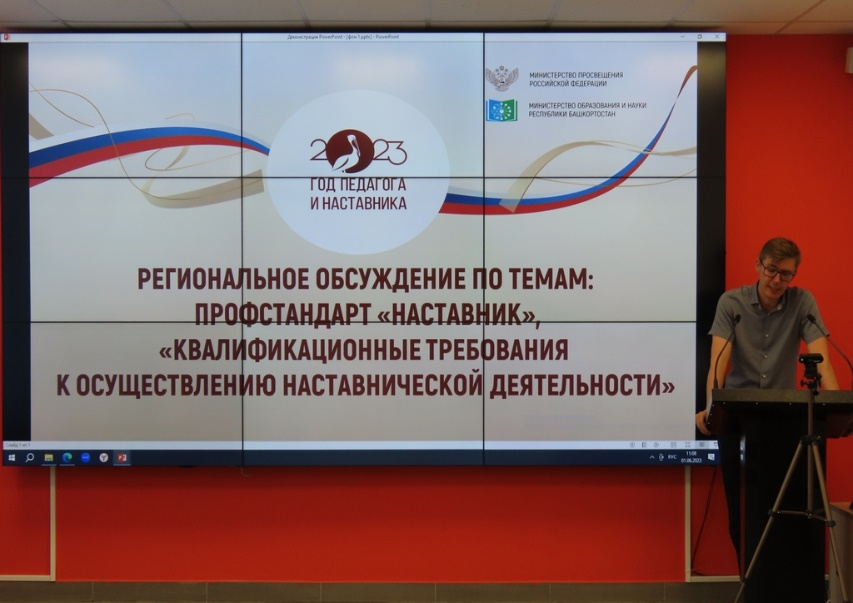 Демонстрация PowerPoint - [фон 1.pptx] - PowerPoint
МИНИСТЕРСТВО ПРОСВЕЩЕНИЯ
РОССИЙСКОЙ ФЕДЕРАЦИИ
МИНИСТЕРСТВО ОБРАЗОВАНИЯ И НАУКИ
РЕСПУБЛИКИ БАШКОРТОСТАН
2023
ГОД ПЕДАГОГА
И НАСТАВНИКА
РЕГИОНАЛЬНОЕ ОБСУЖДЕНИЕ ПО ТЕМАМ:
ПРОФСТАНДАРТ «НАСТАВНИК»,
«КВАЛИФИКАЦИОННЫЕ ТРЕБОВАНИЯ
К ОСУЩЕСТВЛЕНИЮ НАСТАВНИЧЕСКОЙ ДЕЯТЕЛЬНОСТИ»
Слайд 1 из 1
РУС
11:08
01.06.2023